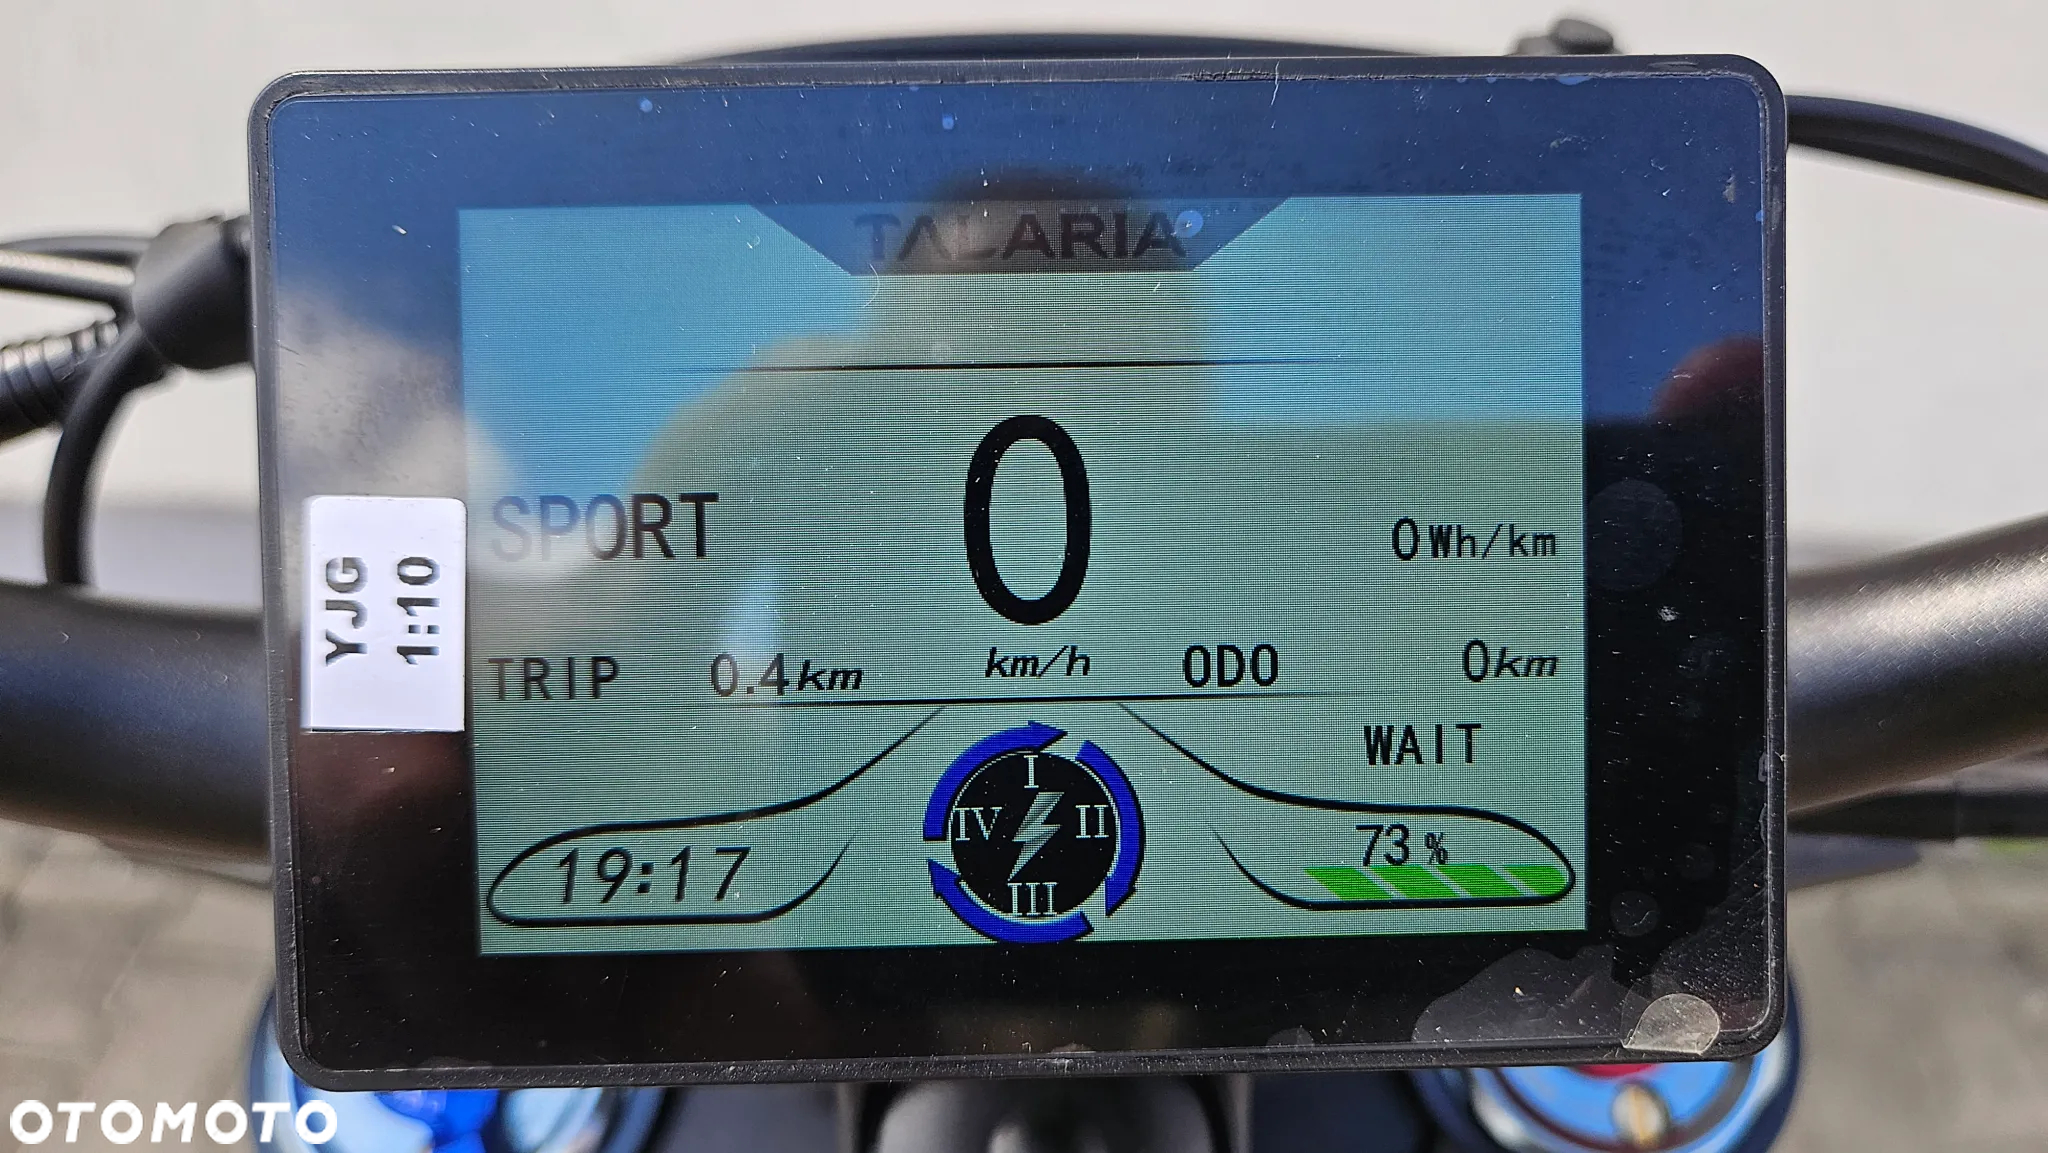 TALARIA
SPORT
0
0Wh/km
YJG
1:10
TRIP 0.4km km/h ODO 0km
WAIT
I
IV II
III
19:17
73%
OTOMOTO